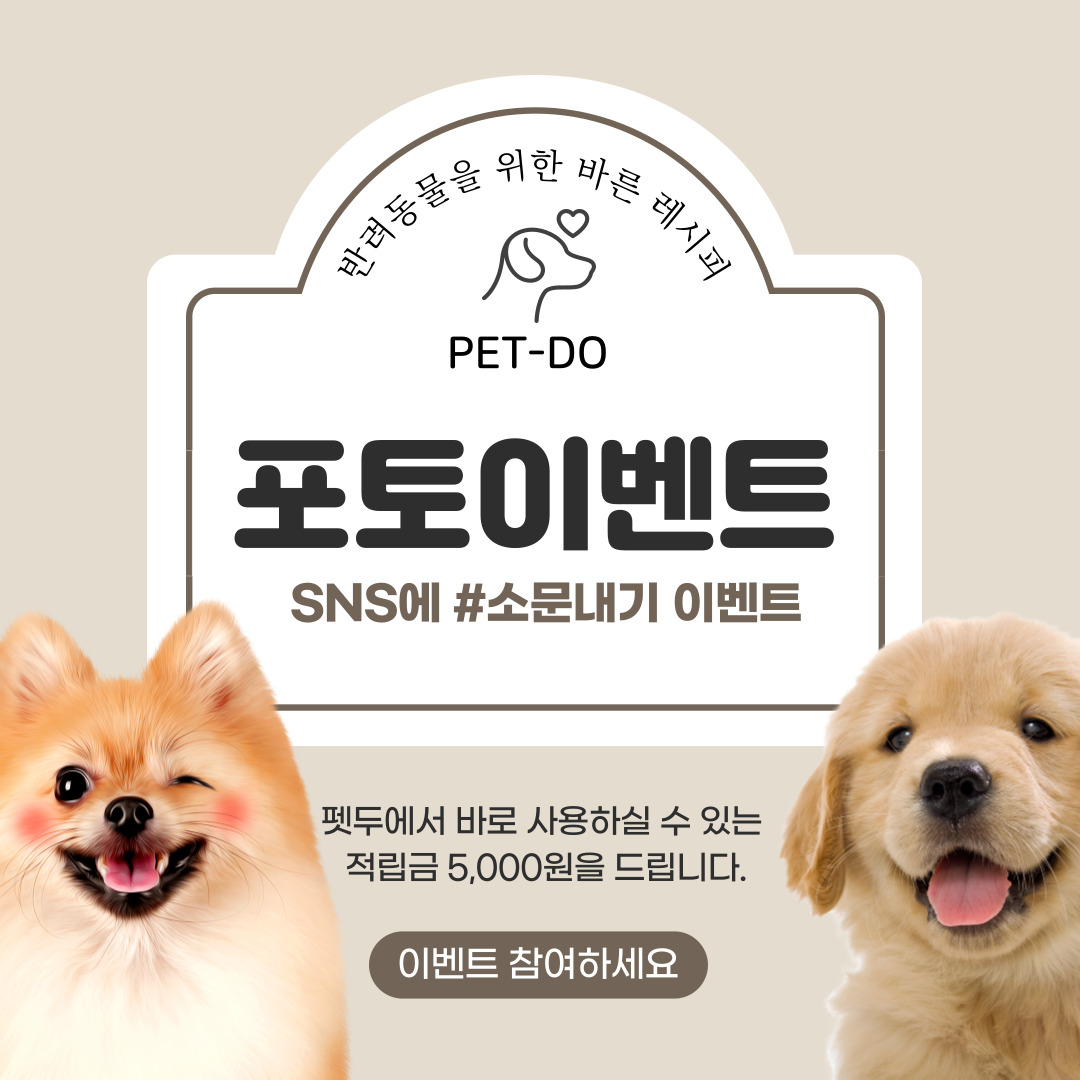 반려동물을 위한 바른 레시피
PET-DO
포토이벤트
SNS에 #소문내기 이벤트
펫두에서 바로 사용하실 수 있는
적립금 5,000원을 드립니다.
이벤트 참여하세요